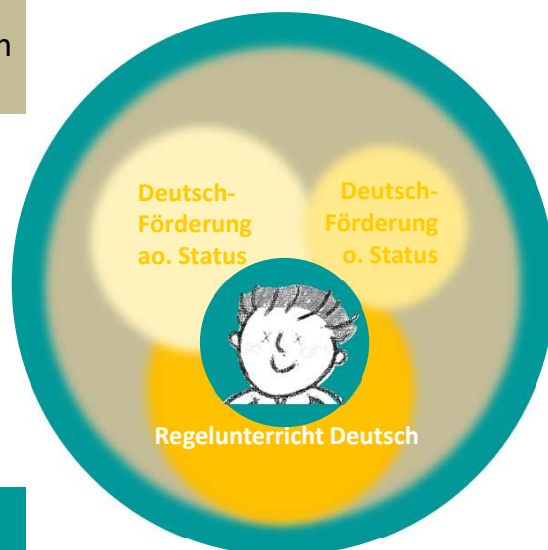 Deutsch-
Förderung
ao. Status
Deutsch-
Förderung
o. Status
Regelunterricht Deutsch